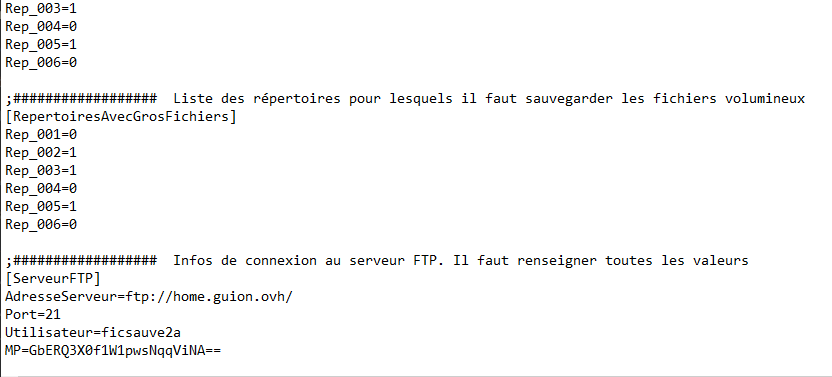 Rep_003=1
Rep_004=0
Rep_005=1
Rep_006=0
;##################  Liste des répertoires pour lesquels il faut sauvegarder les fichiers volumineux
[RepertoiresAvecGrosFichiers]
Rep_001=0
Rep_002=1
Rep_003=1
Rep_004=0
Rep_005=1
Rep_006=0
;##################  Infos de connexion au serveur FTP. Il faut renseigner toutes les valeurs
[ServeurFTP]
AdresseServeur=ftp://home.guion.ovh/
Port=21
Utilisateur=ficsauve2a
MP=GbERQ3X0f1W1pwsNqqViNA==